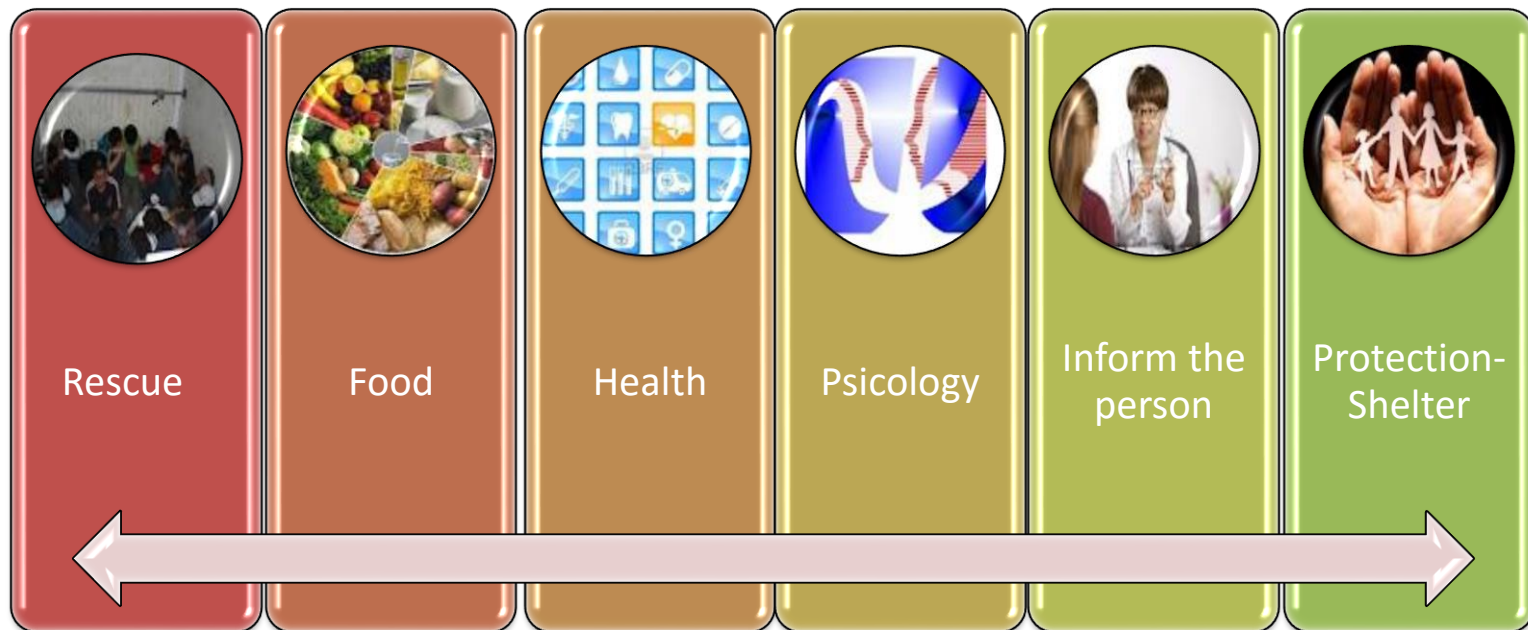 Rescue
Food
Health
Psicology
Inform the
person
Protection-
Shelter